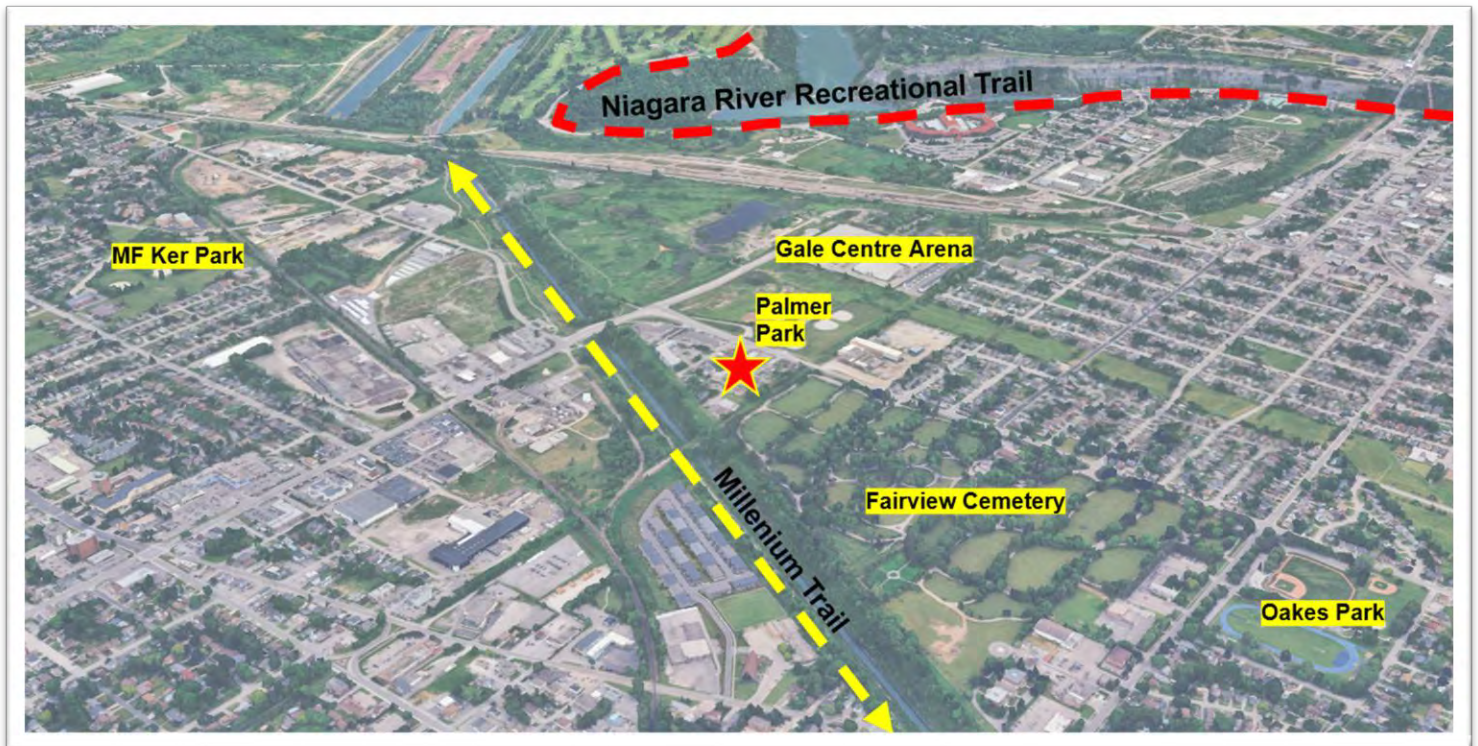 Niagara River Recreational Trail
MF Ker Park
Gale Centre Arena
Palmer
Park
Millenium Trail
Fairview Cemetery
Oakes Park